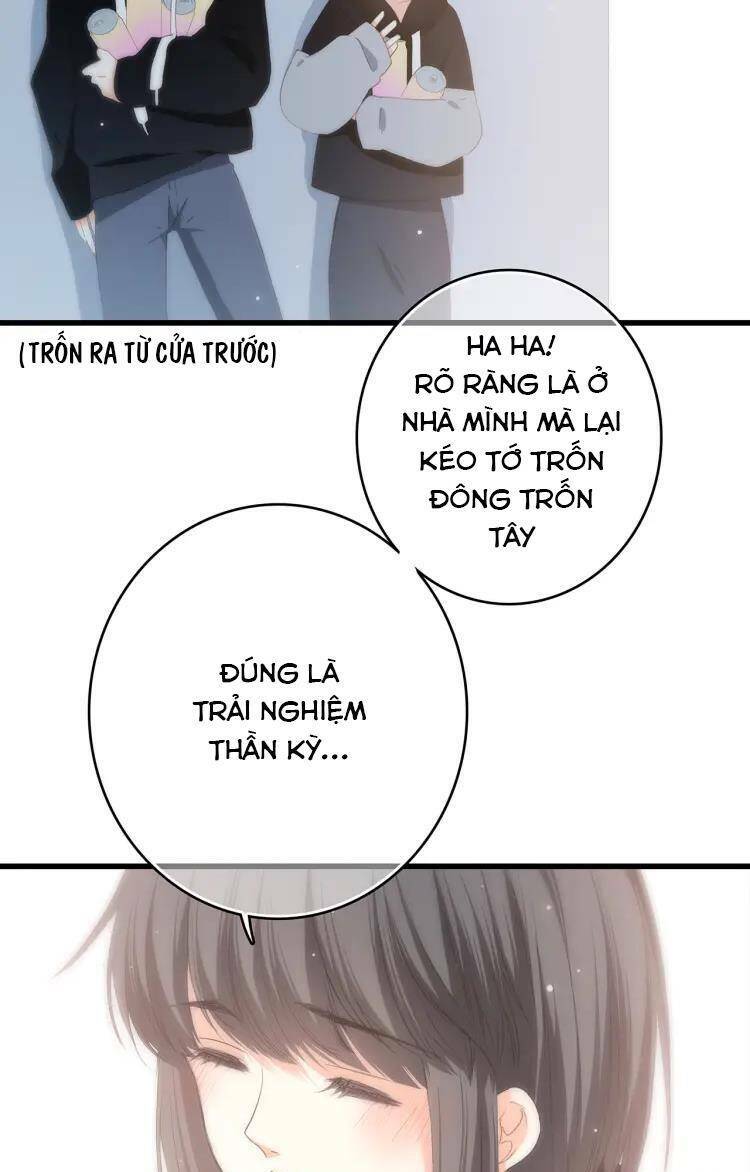 (TRỐN RA TỪ CỬA TRƯỚC)
HA HA!
RÕ RÀNG LÀ Ở
NHÀ MÌNH MÀ LẠI
KÉO TỚ TRỐN
ĐÔNG TRỐN
TÂY
ĐÚNG LÀ
TRẢI NGHIỆM
THẦN KỲ...